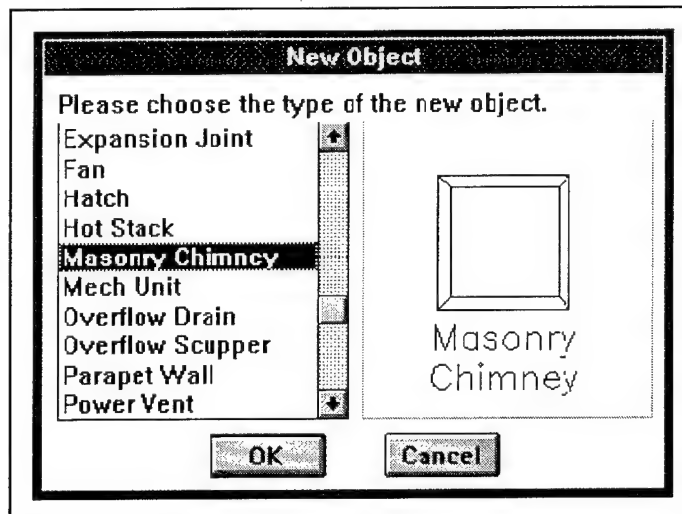 New Object
Please choose the type of the new object.
Expansion Joint
Fan
Hatch
Hot Stack
Masonry Chimney
Mech Unit
Overflow Drain
Overflow Scupper
Parapet Wall
Power Vent
Masonry
Chimney
OK
Cancel